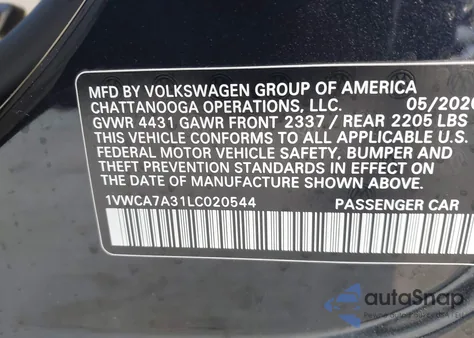 MFD BY VOLKSWAGEN GROUP OF AMERICA
CHATTANOOGA OPERATIONS, LLC. 05/2020
GVWR 4431 GAWR FRONT 2337 / REAR 2205 LBS
THIS VEHICLE CONFORMS TO ALL APPLICABLE U.S.
FEDERAL MOTOR VEHICLE SAFETY, BUMPER AND
THEFT PREVENTION STANDARDS IN EFFECT ON THE
DATE OF MANUFACTURE SHOWN ABOVE.
1VWCA7A31LC020544 PASSENGER CAR
autoSnap